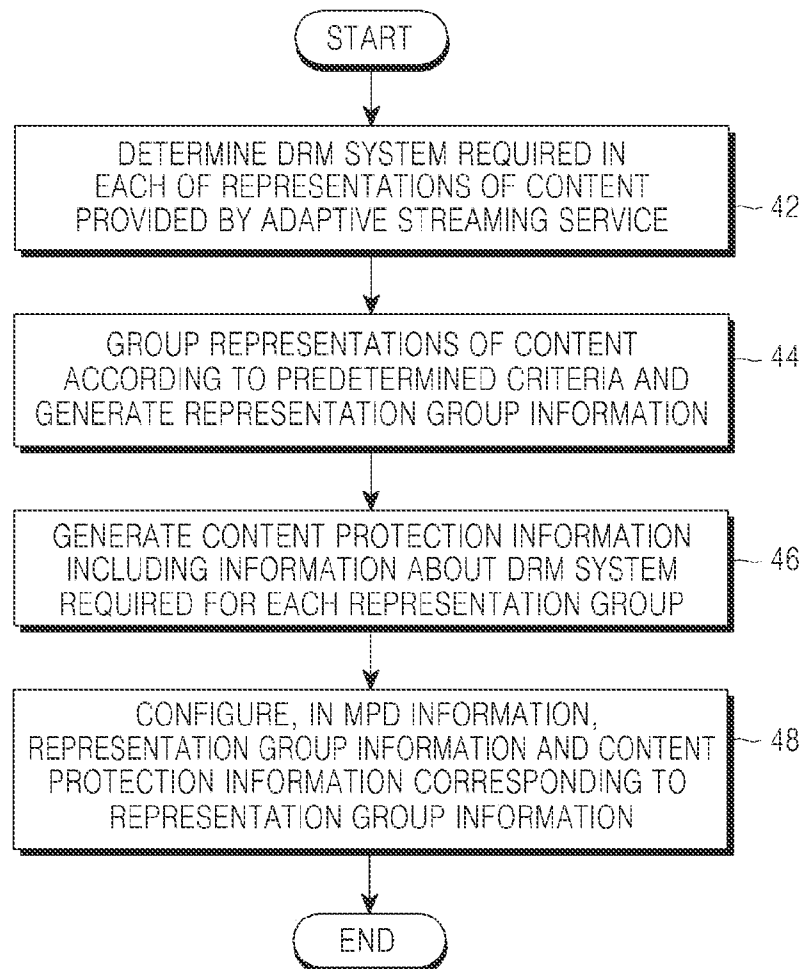 START
DETERMINE DRM SYSTEM REQUIRED IN
EACH OF REPRESENTATIONS OF CONTENT
PROVIDED BY ADAPTIVE STREAMING SERVICE
42
GROUP REPRESENTATIONS OF CONTENT
ACCORDING TO PREDETERMINED CRITERIA AND
GENERATE REPRESENTATION GROUP INFORMATION
44
GENERATE CONTENT PROTECTION INFORMATION
INCLUDING INFORMATION ABOUT DRM SYSTEM
REQUIRED FOR EACH REPRESENTATION GROUP
46
CONFIGURE, IN MPD INFORMATION,
REPRESENTATION GROUP INFORMATION AND CONTENT
PROTECTION INFORMATION CORRESPONDING TO
REPRESENTATION GROUP INFORMATION
48
END